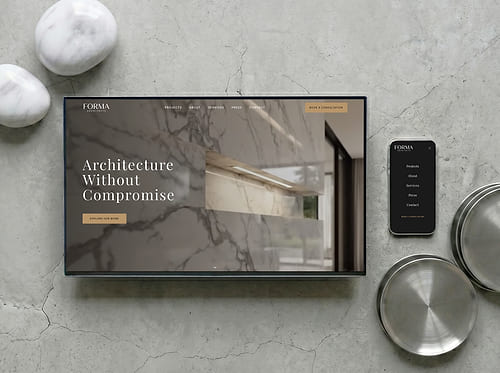 FORMA
PROJECTS ABOUT SERVICES PRESS CONTACT
BOOK A CONSULTATION
Architecture
Without
Compromise
EXPLORE OUR WORK
FORMA
Projects
About
Services
Press
Contact